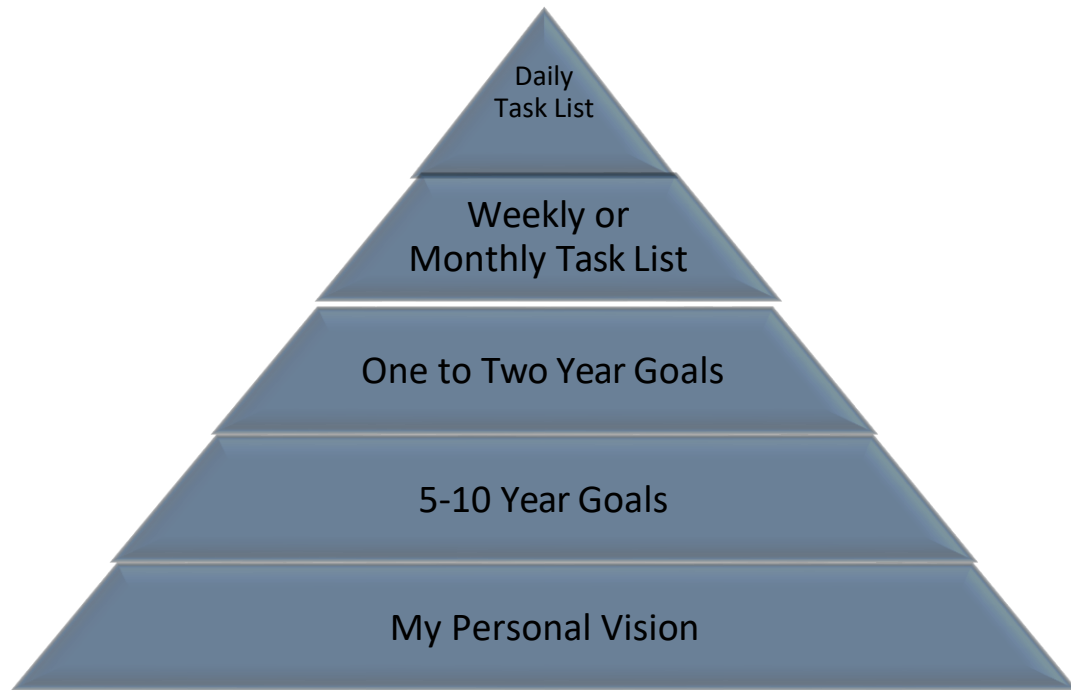 Daily
Task List
Weekly or
Monthly Task List
One to Two Year Goals
5-10 Year Goals
My Personal Vision